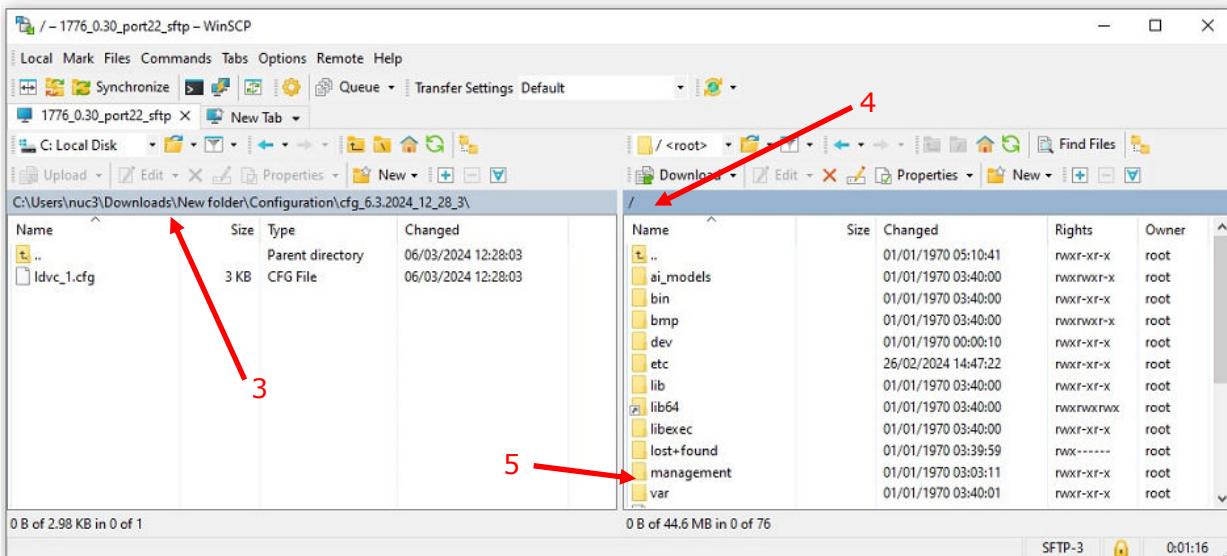 / – 1776_0.30_port22_sftp – WinSCP
Local Mark Files Commands Tabs Options Remote Help
Synchronize Queue Transfer Settings Default
1776_0.30_port22_sftp New Tab
4
C: Local Disk / <root> Find Files
Upload Edit Properties New Download Edit Properties New
C:\Users\nuc3\Downloads\New folder\Configuration\cfg_6.3.2024_12_28_3\ /
Name Size Type Changed Name Size Changed Rights Owner
.. Parent directory 06/03/2024 12:28:03 .. 01/01/1970 05:10:41 rwxr-xr-x root
ldvc_1.cfg 3 KB CFG File 06/03/2024 12:28:03 ai_models 01/01/1970 03:40:00 rwxrwxr-x root
bin 01/01/1970 03:40:00 rwxr-xr-x root
bmp 01/01/1970 03:40:00 rwxrwxr-x root
dev 01/01/1970 00:00:10 rwxr-xr-x root
etc 26/02/2024 14:47:22 rwxr-xr-x root
lib 01/01/1970 03:40:00 rwxr-xr-x root
3
lib64 01/01/1970 03:40:00 rwxrwxrwx root
libexec 01/01/1970 03:40:00 rwxr-xr-x root
lost+found 01/01/1970 03:39:59 rwx------ root
5
management 01/01/1970 03:03:11 rwxr-xr-x root
var 01/01/1970 03:40:01 rwxr-xr-x root
0 B of 2.98 KB in 0 of 1 0 B of 44.6 MB in 0 of 76
SFTP-3 0:01:16